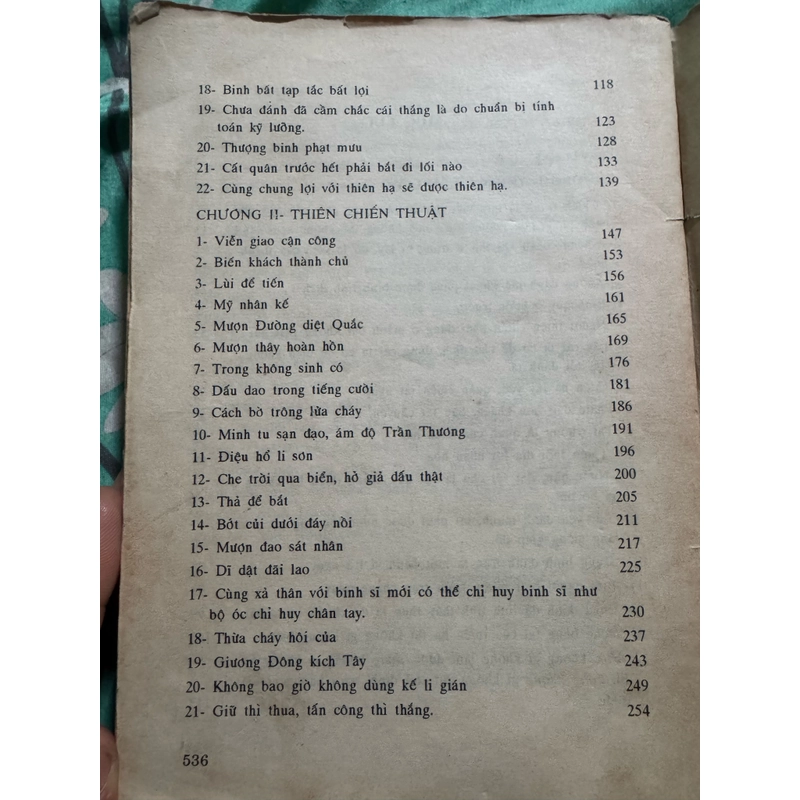 18- Binh bất tạp tắc bất lợi 118
19- Chưa đánh đã cầm chắc cái thắng là do chuẩn bị tính
toán kỹ lưỡng. 123
20- Thượng binh phạt mưu 128
21- Cất quân trước hết phải bắt đi lối nào 133
22- Cùng chung lợi với thiên hạ sẽ được thiên hạ. 139
CHƯƠNG II- THIÊN CHIẾN THUẬT
1- Viễn giao cận công 147
2- Biến khách thành chủ 153
3- Lùi để tiến 156
4- Mỹ nhân kế 161
5- Mượn Đường diệt Quắc 165
6- Mượn thây hoàn hồn 169
7- Trong không sinh có 176
8- Dấu dao trong tiếng cười 181
9- Cách bờ trông lửa cháy 186
10- Minh tu sạn đạo, ám độ Trần Thương 191
11- Điệu hổ li sơn 196
12- Che trời qua biển, hở giả dấu thật 200
13- Thả để bắt 205
14- Bớt củi dưới đáy nồi 211
15- Mượn đao sát nhân 217
16- Dĩ dật đãi lao 225
17- Cùng xả thân với binh sĩ mới có thể chỉ huy binh sĩ như
bộ óc chỉ huy chân tay. 230
18- Thừa cháy hôi của 237
19- Giương Đông kích Tây 243
20- Không bao giờ không dùng kế li gián 249
21- Giữ thì thua, tấn công thì thắng. 254
536